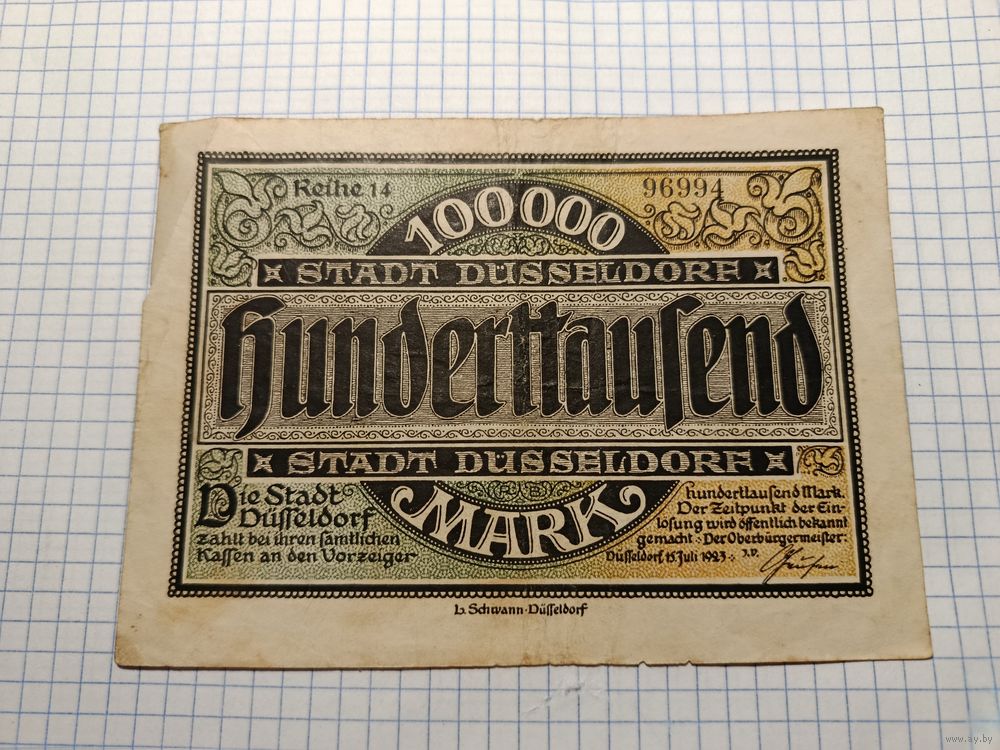 Reihe 14
96994
100000
STADT DÜSSELDORF
Hunderttauſend
STADT DÜSSELDORF
MARK
Die Stadt
Düſſeldorf
zahlt bei ihren ſämtlichen
Kaſſen an den Vorzeiger
hunderttauſend Mark.
Der Zeitpunkt der Ein-
löſung wird öffentlich bekannt
gemacht : Der Oberbürgermeiſter:
Düſſeldorf, 15. Juli 1923 : J.V.
L. Schwann · Düſſeldorf
www.ay.by